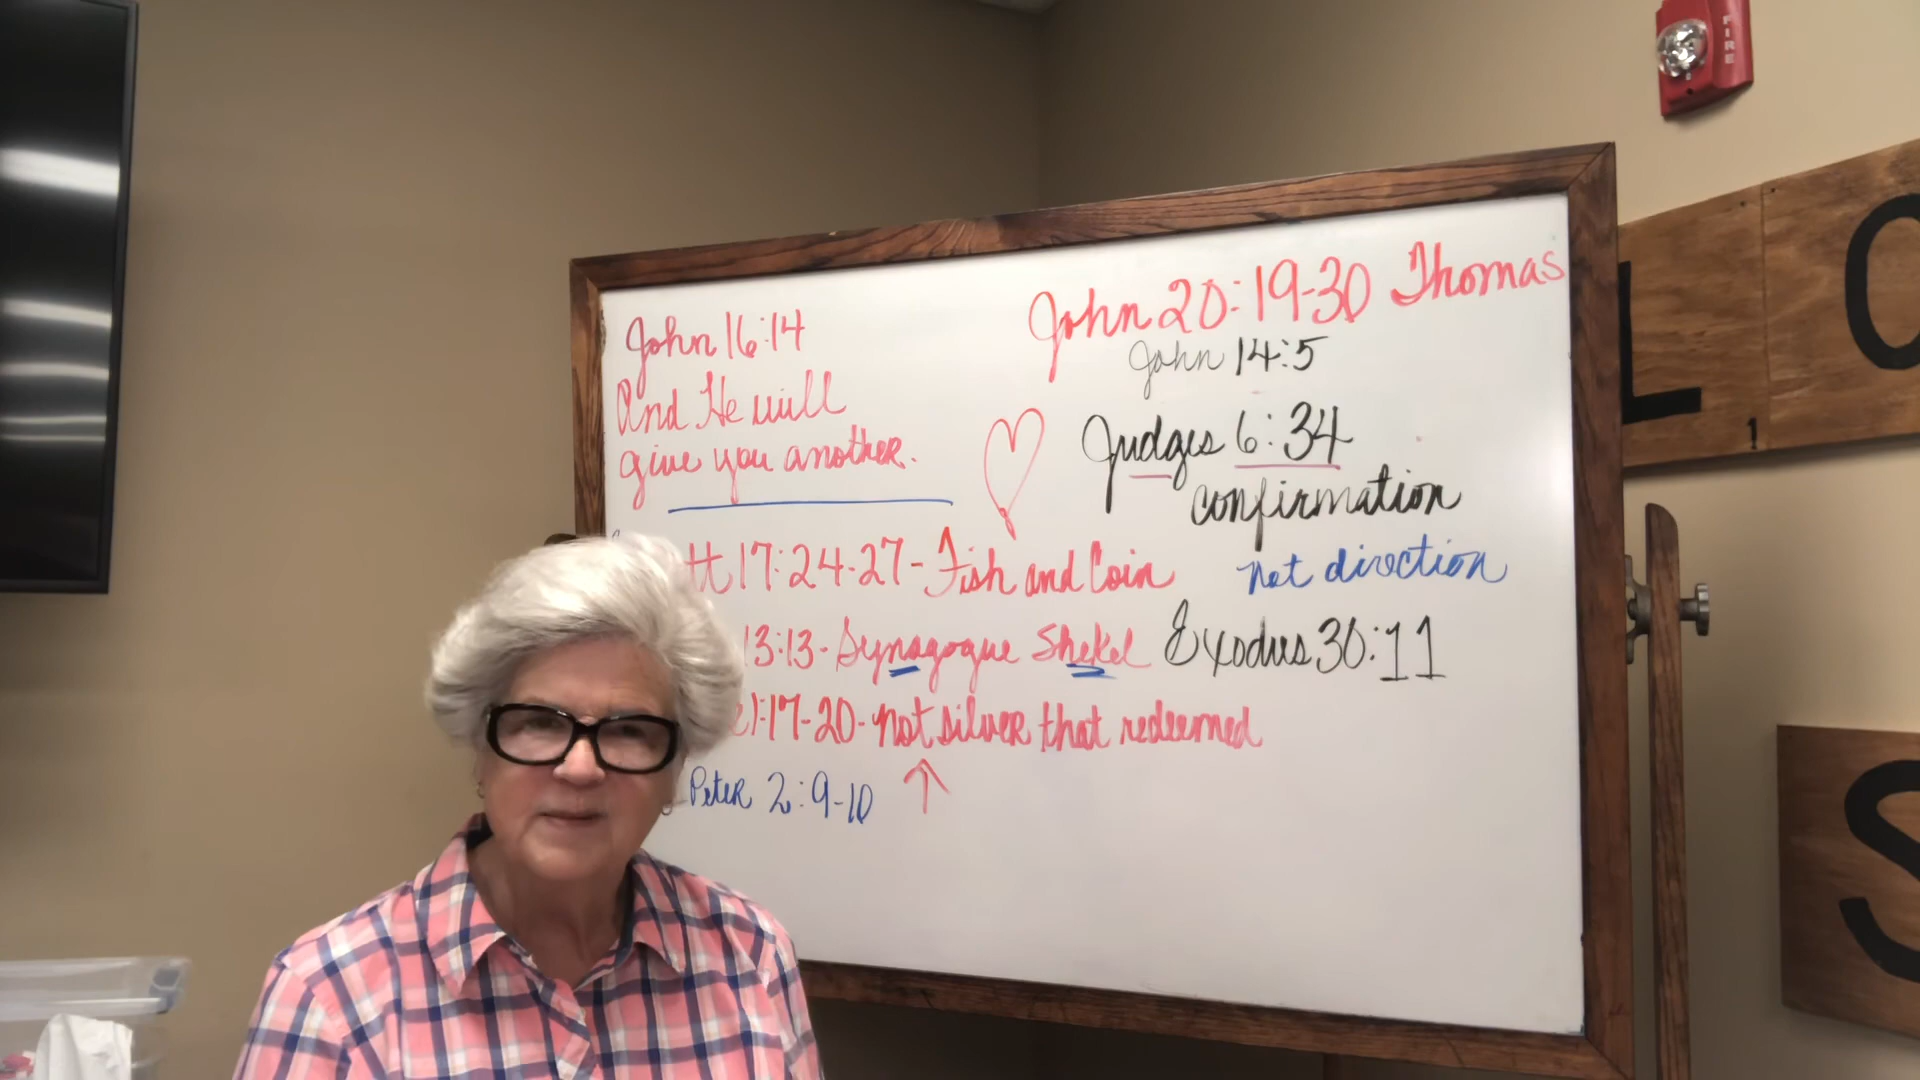 John 16:14
And He will
give you another.
John 20:19-30 Thomas
John 14:5
Judges 6:34
confirmation
not direction
tt 17:24-27- Fish and Coin
13:13- Synagogue Shekel Exodus 30:11
1:17-20- not silver that redeemed
Peter 2:9-10
FIRE
L O
S